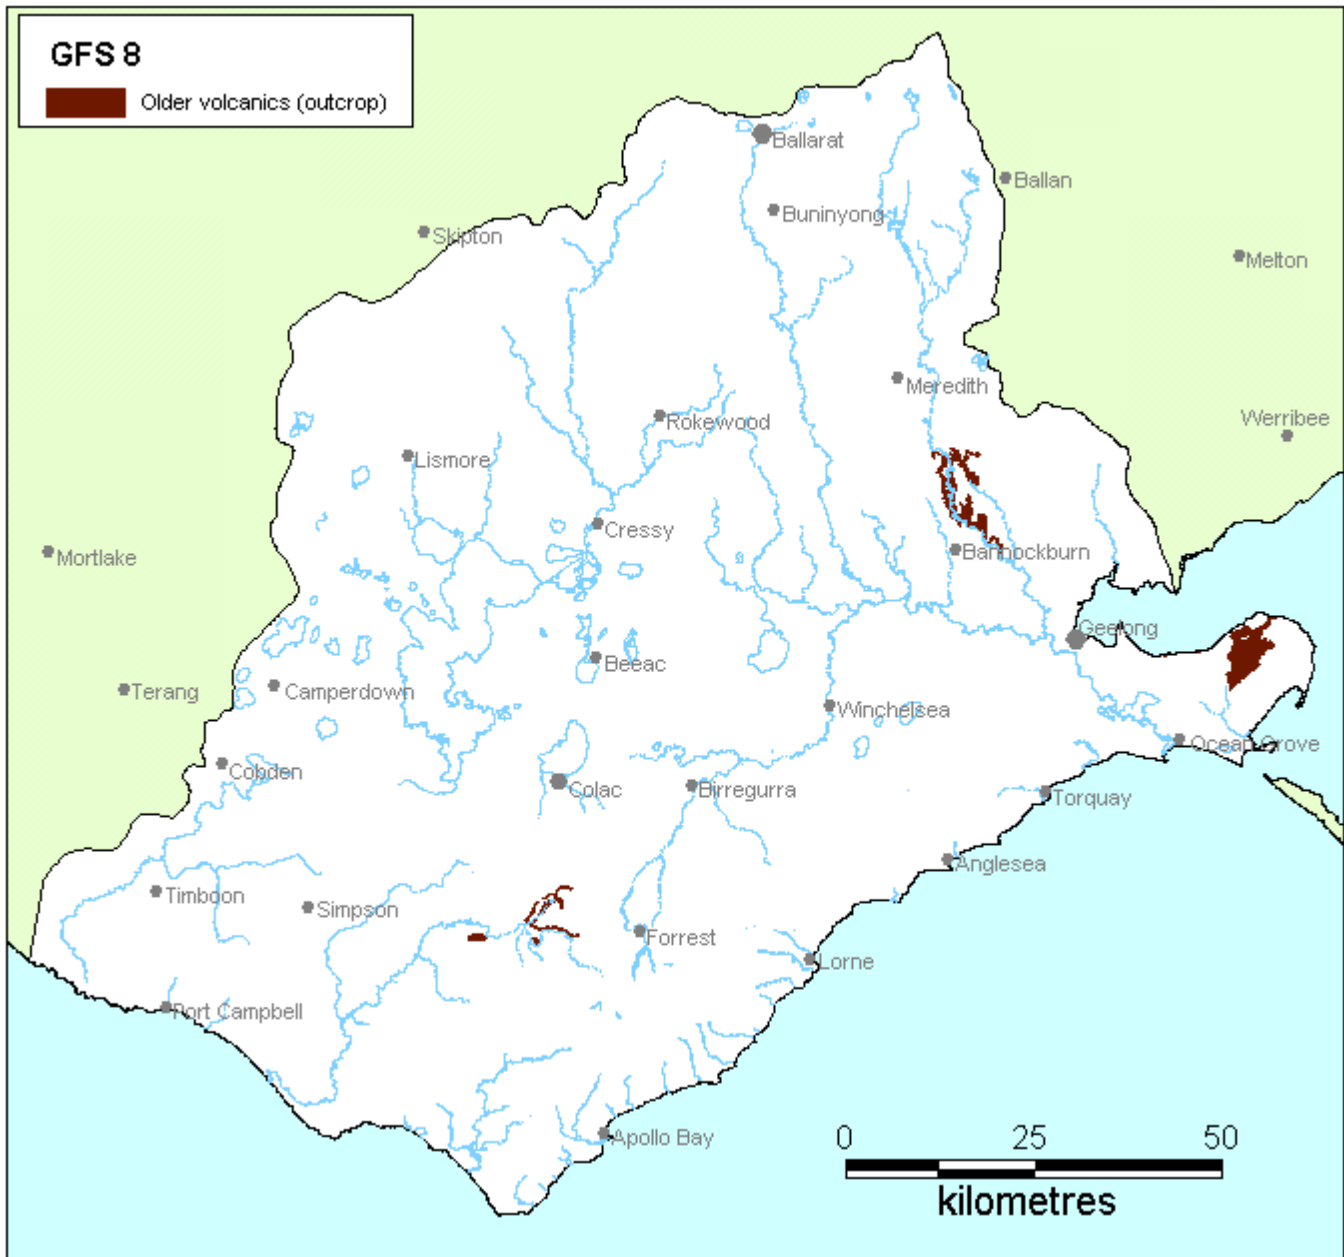 GFS 8
Older volcanics (outcrop)
Ballarat
Ballan
Buninyong
Skipton
Melton
Meredith
Werribee
Rokewood
Lismore
Cressy
Mortlake
Bannockburn
Geelong
Beeac
Terang
Camperdown
Winchelsea
Ocean Grove
Cobden
Colac
Birregurra
Torquay
Anglesea
Timboon
Simpson
Forrest
Lorne
Port Campbell
Apollo Bay
0 25 50
kilometres